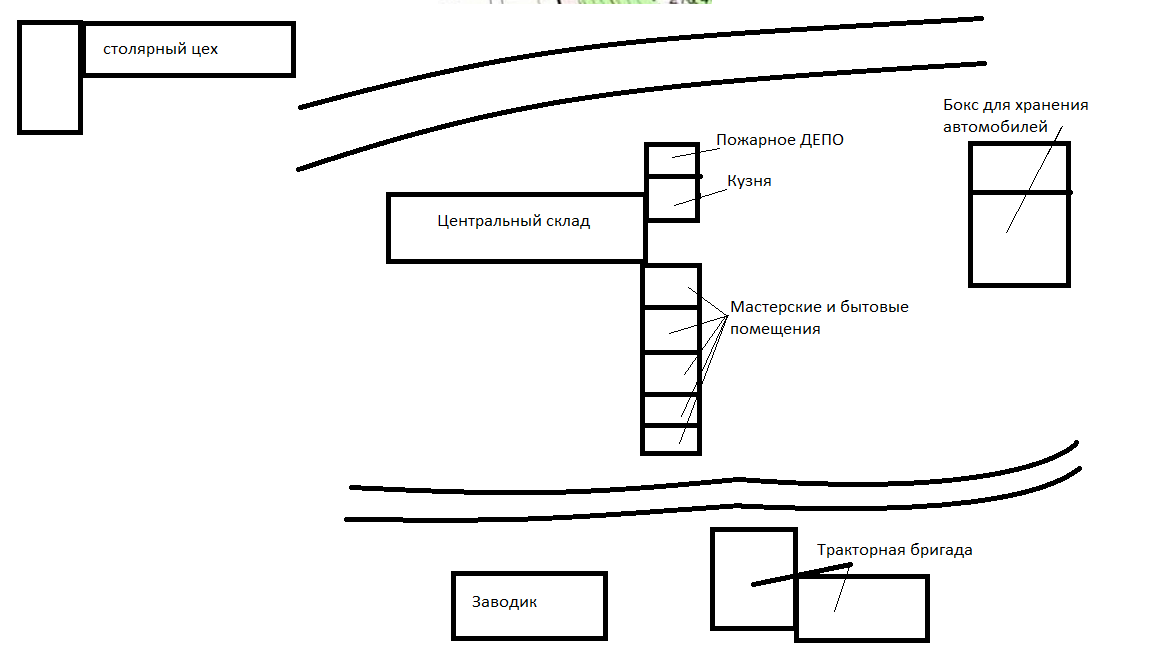 столярный цех
Бокс для хранения
автомобилей
Пожарное ДЕПО
Кузня
Центральный склад
Мастерские и бытовые
помещения
Тракторная бригада
Заводик